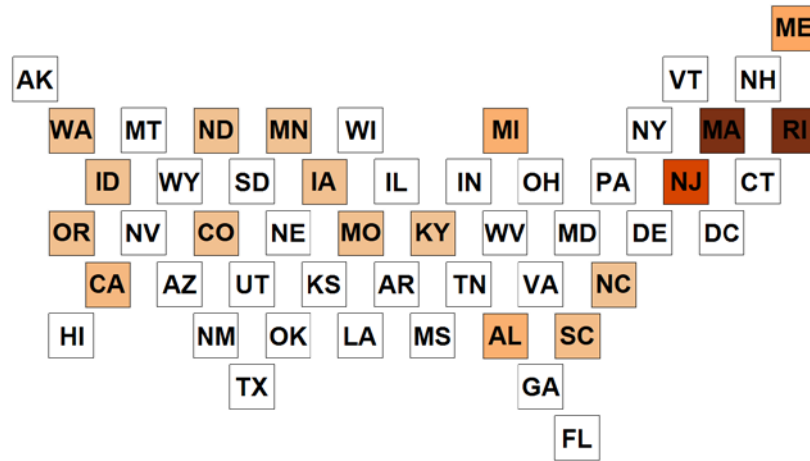 ME
AK VT NH
WA MT ND MN WI MI NY MA RI
ID WY SD IA IL IN OH PA NJ CT
OR NV CO NE MO KY WV MD DE DC
CA AZ UT KS AR TN VA NC
HI NM OK LA MS AL SC
TX GA
FL